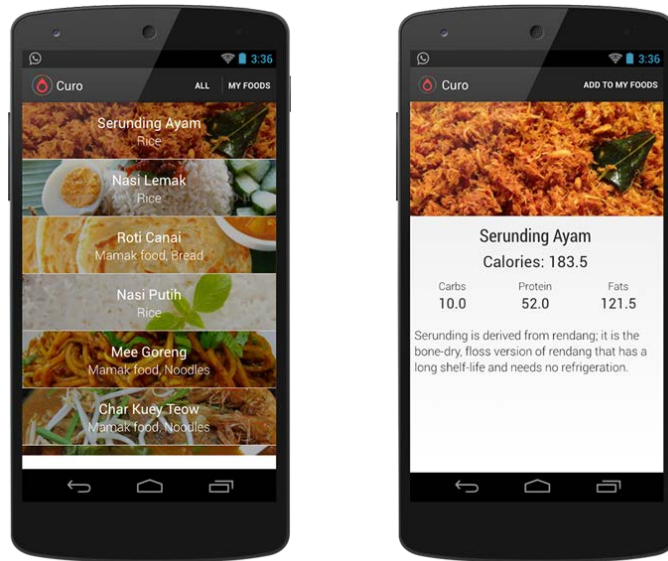 3:36
Curo
ALL
MY FOODS
Serunding Ayam
Rice
Nasi Lemak
Rice
Roti Canai
Mamak food, Bread
Nasi Putih
Rice
Mee Goreng
Mamak food, Noodles
Char Kuey Teow
Mamak food, Noodles
3:36
Curo
ADD TO MY FOODS
Serunding Ayam
Calories: 183.5
Carbs Protein Fats
10.0 52.0 121.5
Serunding is derived from rendang; it is the
bone-dry, floss version of rendang that has a
long shelf-life and needs no refrigeration.